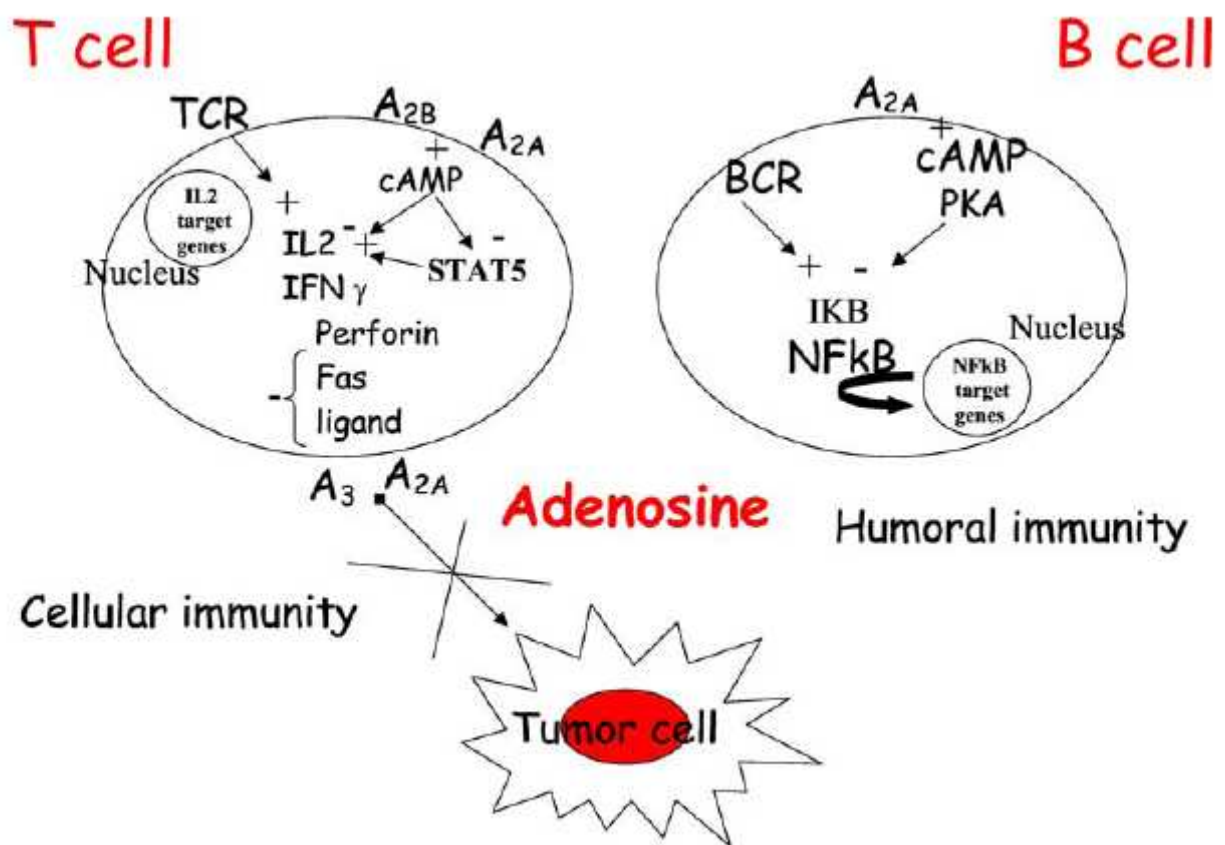 T cell
B cell
TCR
A2B
A2A
+
cAMP
IL2
target
genes
Nucleus
+
IL2 - +
-
STAT5
IFN γ
Perforin
Fas
ligand
-
A3
A2A
A2A
+
cAMP
PKA
BCR
+ -
IKB
NFkB
Nucleus
NFkB
target
genes
Adenosine
Humoral immunity
Cellular immunity
Tumor cell